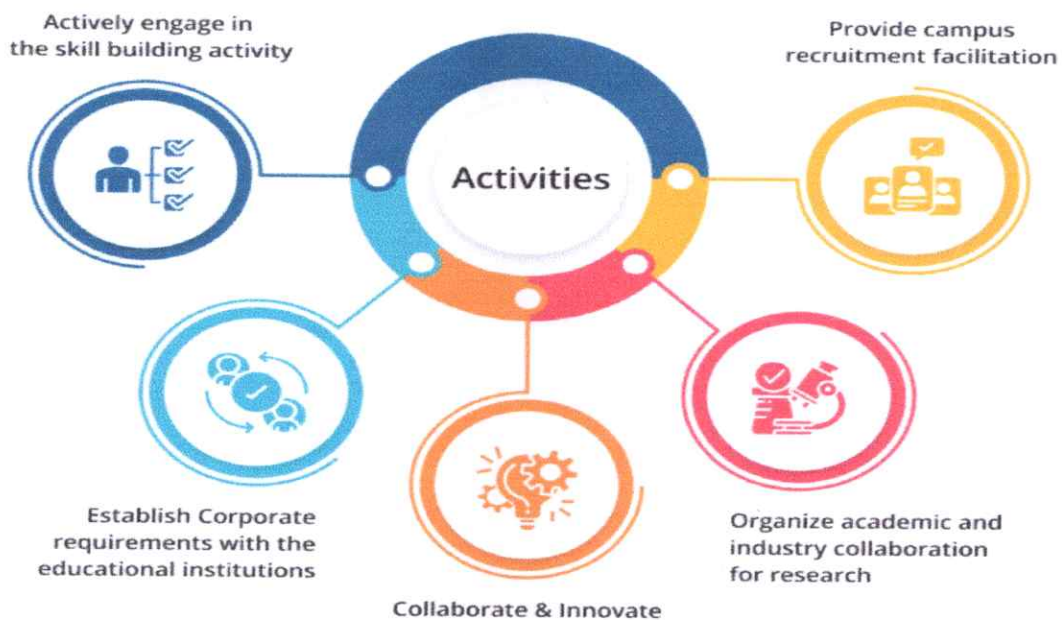 Actively engage in
the skill building activity
Provide campus
recruitment facilitation
Activities
Establish Corporate
requirements with the
educational institutions
Organize academic and
industry collaboration
for research
Collaborate & Innovate